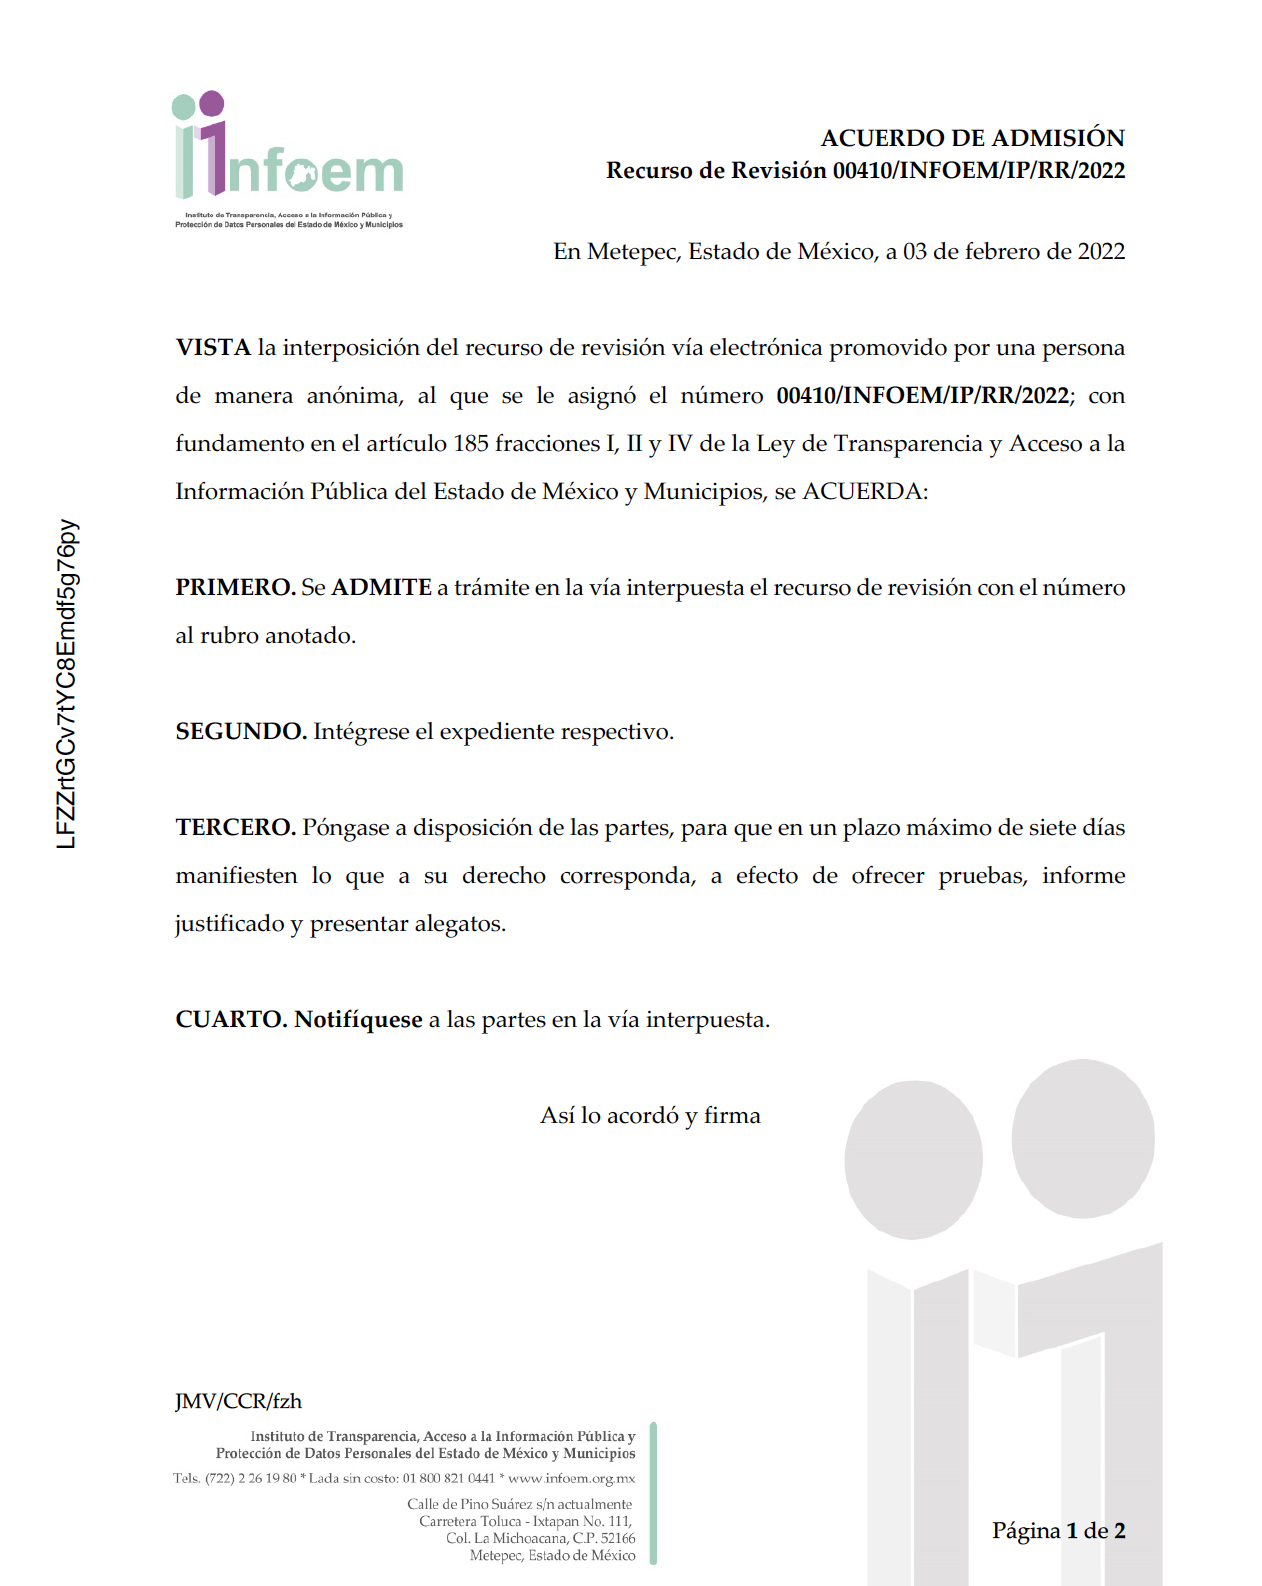 infoem
Instituto de Transparencia, Acceso a la Información Pública y
Protección de Datos Personales del Estado de México y Municipios
ACUERDO DE ADMISIÓN
Recurso de Revisión 00410/INFOEM/IP/RR/2022
En Metepec, Estado de México, a 03 de febrero de 2022
VISTA la interposición del recurso de revisión vía electrónica promovido por una persona
de manera anónima, al que se le asignó el número 00410/INFOEM/IP/RR/2022; con
fundamento en el artículo 185 fracciones I, II y IV de la Ley de Transparencia y Acceso a la
Información Pública del Estado de México y Municipios, se ACUERDA:
LFZZrtGCv7tYC8Emdf5g76py
PRIMERO. Se ADMITE a trámite en la vía interpuesta el recurso de revisión con el número
al rubro anotado.
SEGUNDO. Intégrese el expediente respectivo.
TERCERO. Póngase a disposición de las partes, para que en un plazo máximo de siete días
manifiesten lo que a su derecho corresponda, a efecto de ofrecer pruebas, informe
justificado y presentar alegatos.
CUARTO. Notifíquese a las partes en la vía interpuesta.
Así lo acordó y firma
JMV/CCR/fzh
Instituto de Transparencia, Acceso a la Información Pública y
Protección de Datos Personales del Estado de México y Municipios
Tels. (722) 2 26 19 80 * Lada sin costo: 01 800 821 0441 * www.infoem.org.mx
Calle de Pino Suárez s/n actualmente
Carretera Toluca - Ixtapan No. 111,
Col. La Michoacana, C.P. 52166
Metepec, Estado de México
Página 1 de 2